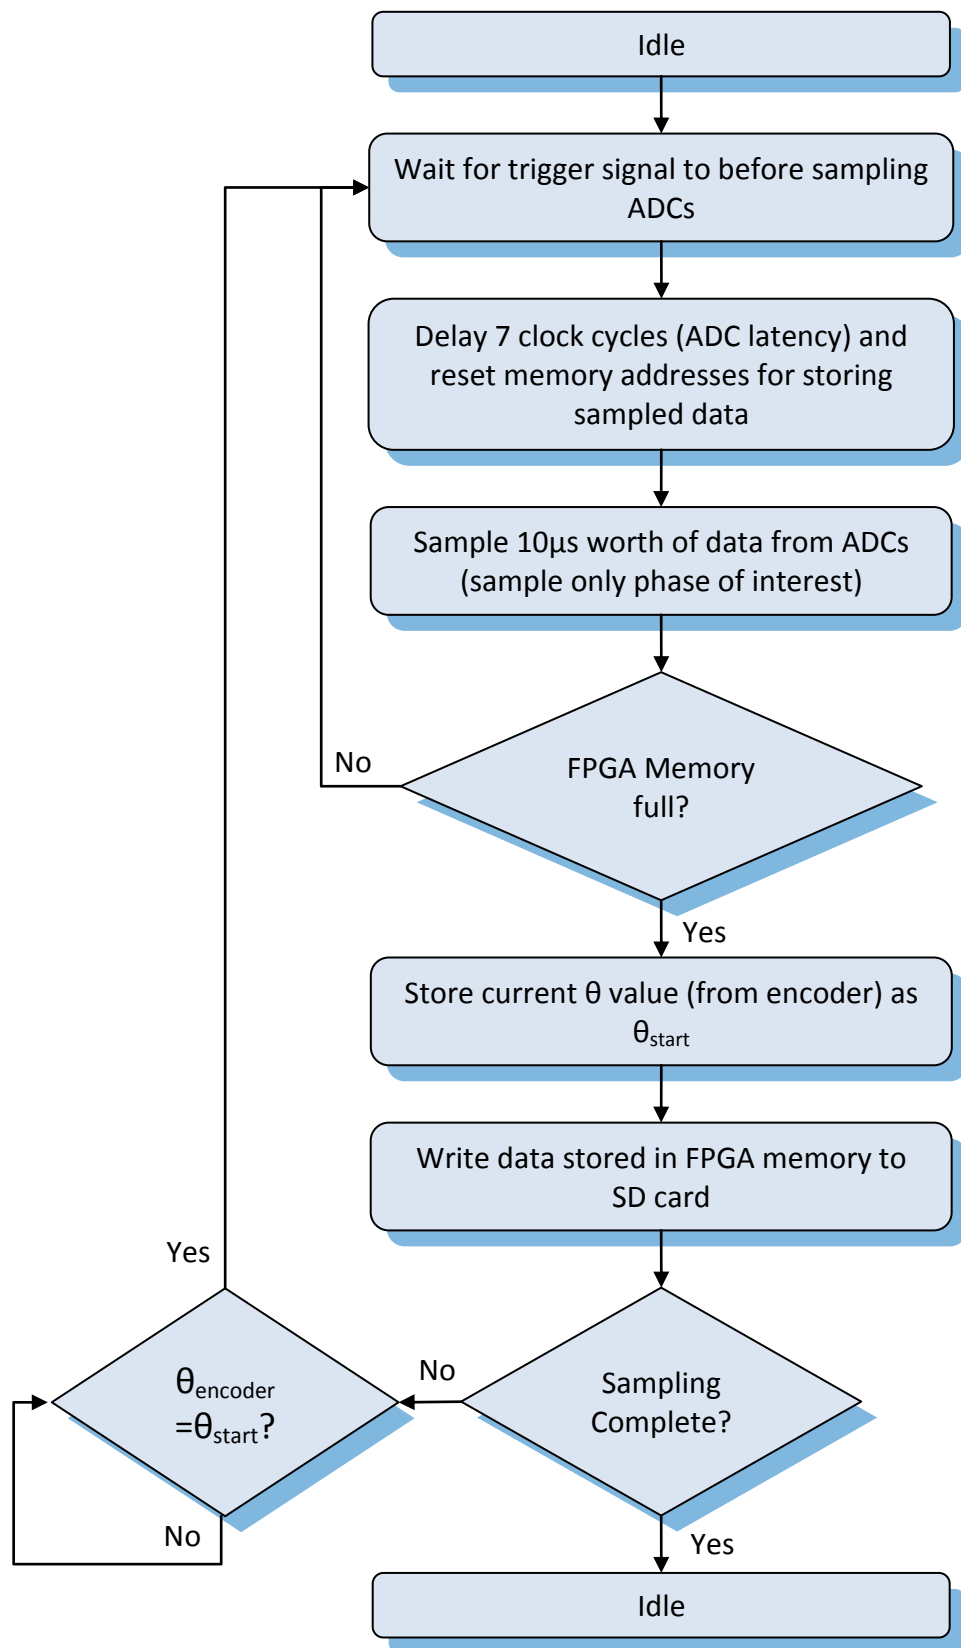 Idle
Wait for trigger signal to before sampling
ADCs
Delay 7 clock cycles (ADC latency) and
reset memory addresses for storing
sampled data
Sample 10µs worth of data from ADCs
(sample only phase of interest)
No
FPGA Memory
full?
Yes
Store current θ value (from encoder) as
θstart
Write data stored in FPGA memory to
SD card
Yes
θencoder
=θstart?
No
No
Sampling
Complete?
Yes
Idle